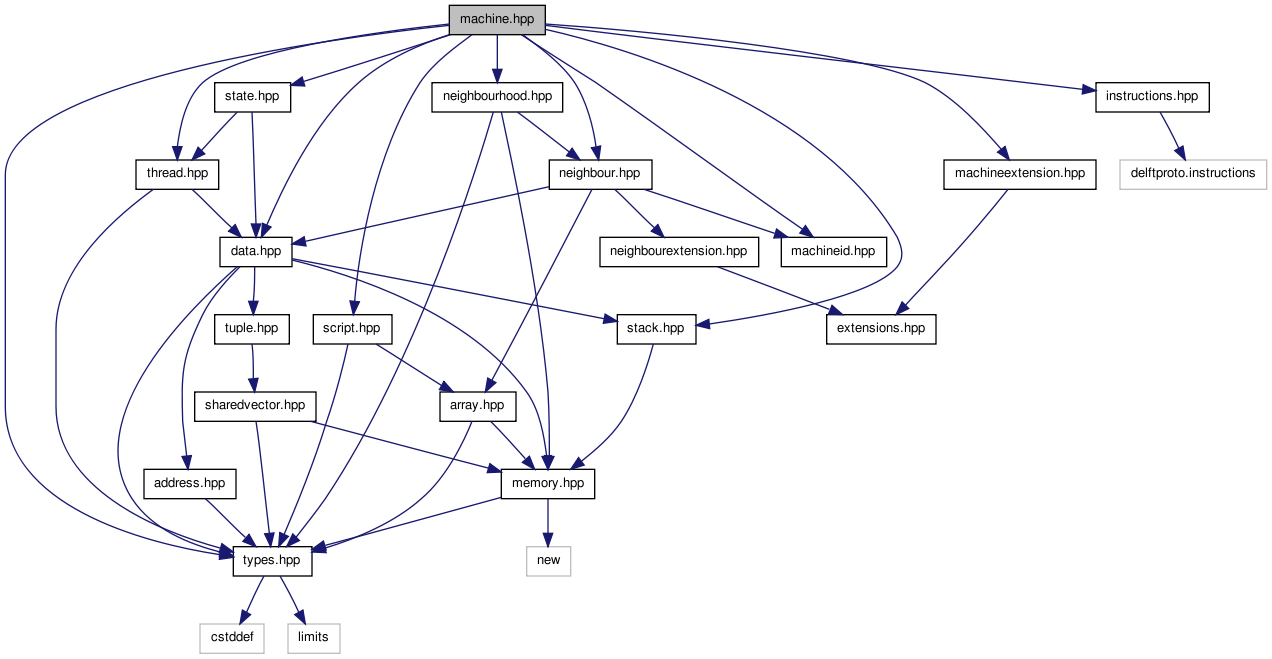 machine.hpp
state.hpp
neighbourhood.hpp
instructions.hpp
thread.hpp
neighbour.hpp
machineextension.hpp
delftproto.instructions
data.hpp
neighbourextension.hpp
machineid.hpp
tuple.hpp
script.hpp
stack.hpp
extensions.hpp
sharedvector.hpp
array.hpp
address.hpp
memory.hpp
types.hpp
new
cstddef
limits